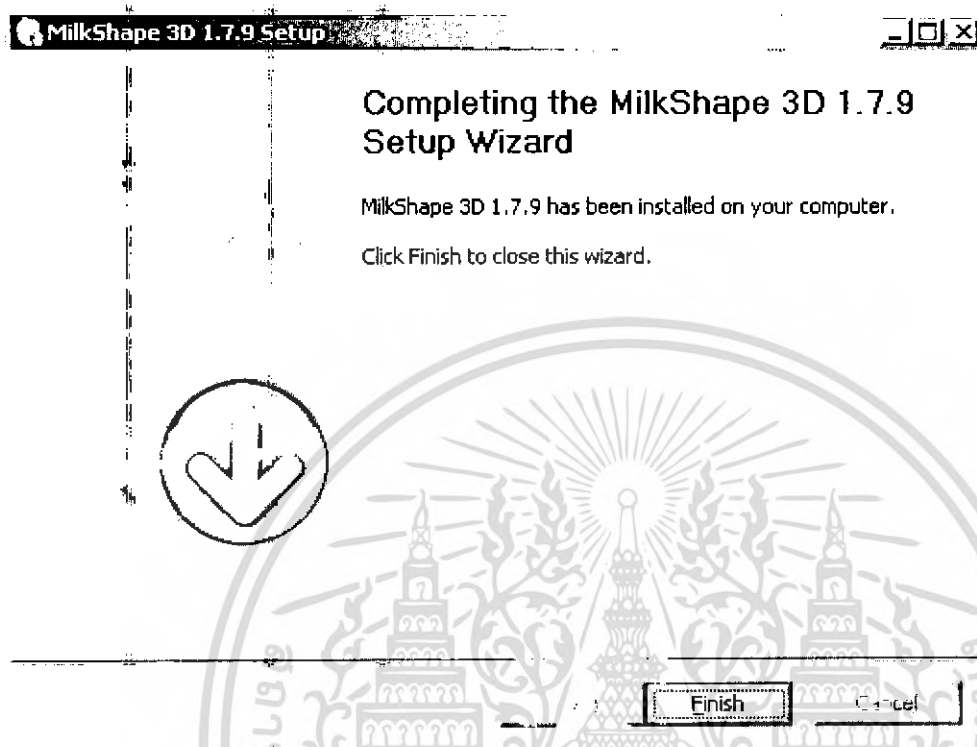 MilkShape 3D 1.7.9 Setup
Completing the MilkShape 3D 1.7.9
Setup Wizard
MilkShape 3D 1.7.9 has been installed on your computer.
Click Finish to close this wizard.
Finish
Cancel